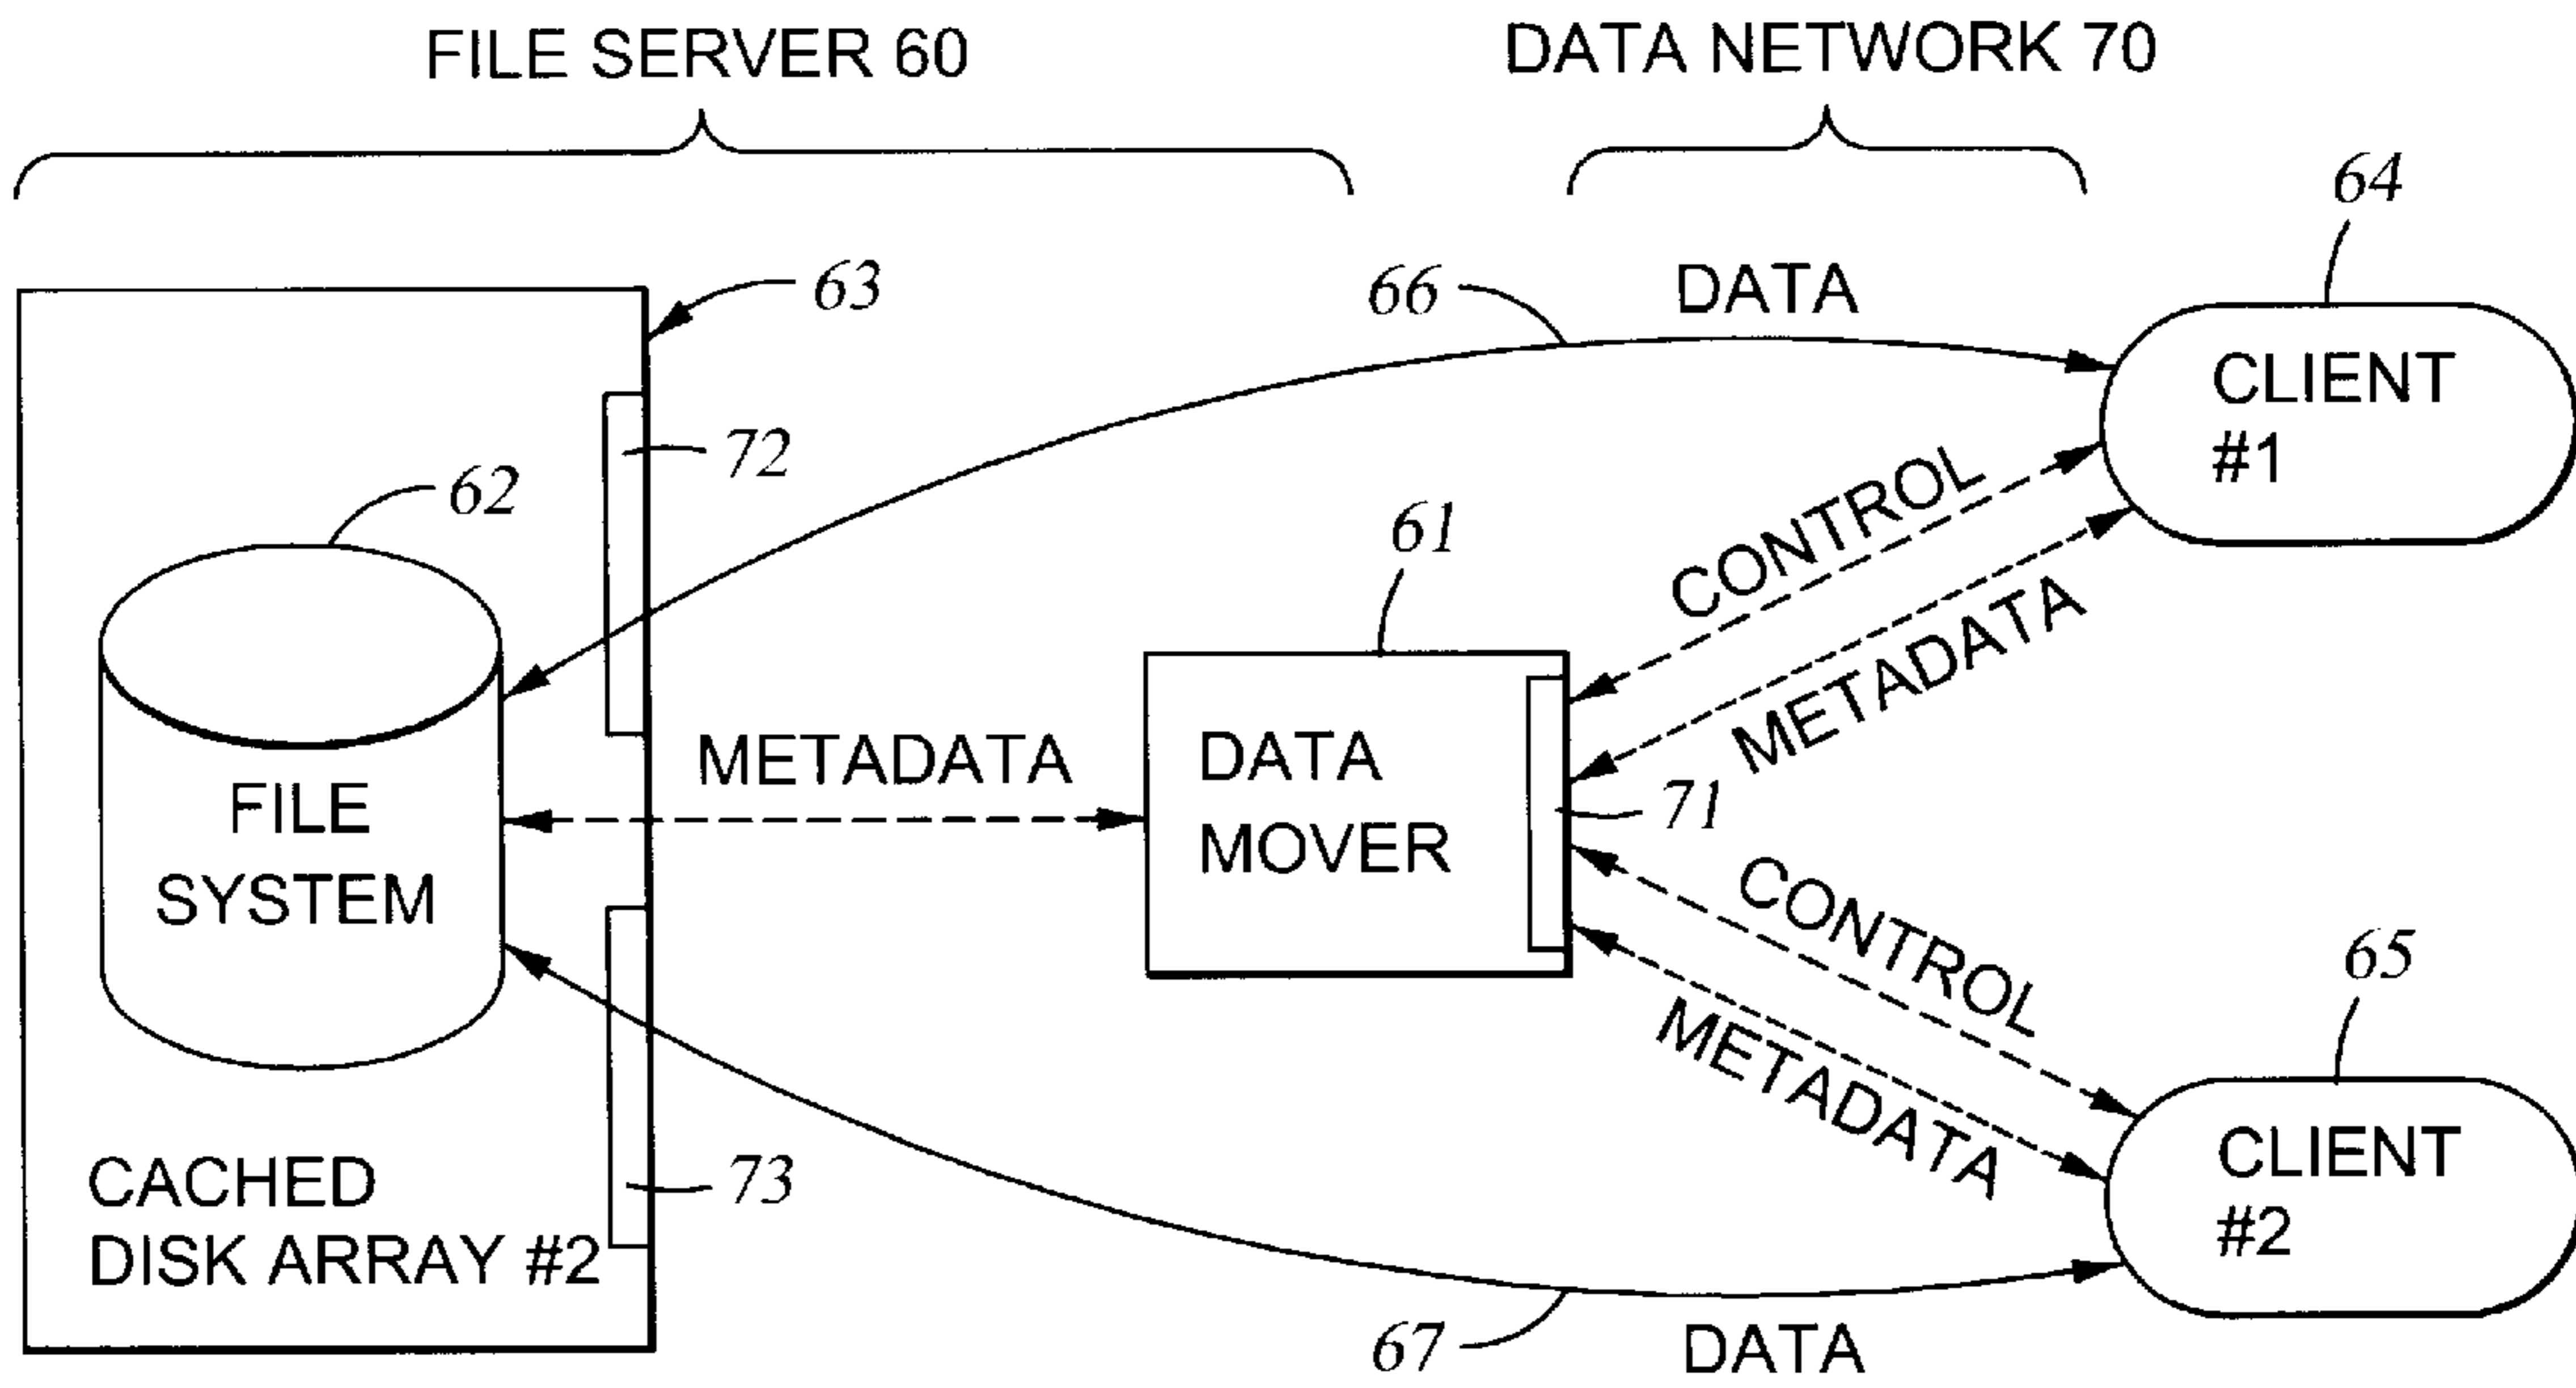 FILE SERVER 60
DATA NETWORK 70
64
63
66
DATA
CLIENT
#1
72
62
CONTROL
61
METADATA
METADATA
DATA
MOVER
71
FILE
SYSTEM
CONTROL
65
METADATA
CLIENT
#2
CACHED
DISK ARRAY #2
73
67
DATA